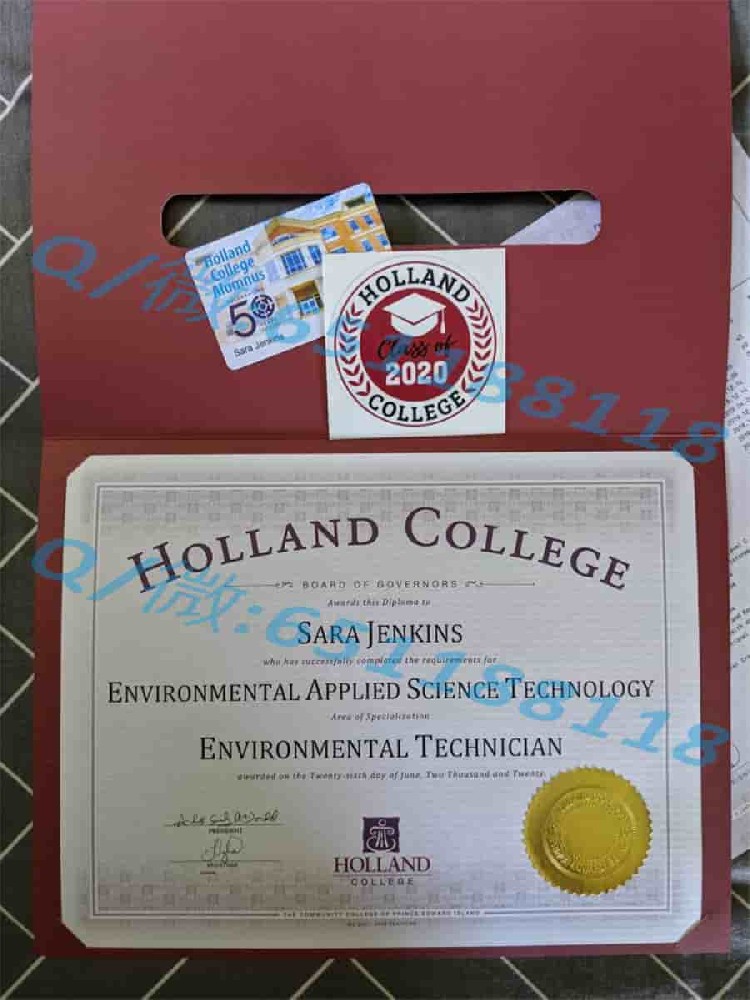 Holland
College
Alumnus
50
Sara Jenkins
HOLLAND
Class of
2020
COLLEGE
Q/微:651188118
HOLLAND COLLEGE
BOARD OF GOVERNORS
Awards this Diploma to
SARA JENKINS
who has successfully completed the requirements for
ENVIRONMENTAL APPLIED SCIENCE TECHNOLOGY
Area of Specialization
ENVIRONMENTAL TECHNICIAN
awarded on the Twenty-sixth day of June, Two Thousand and Twenty
Q/微:651188118
PRESIDENT
HOLLAND
COLLEGE
THE COMMUNITY COLLEGE OF PRINCE EDWARD ISLAND